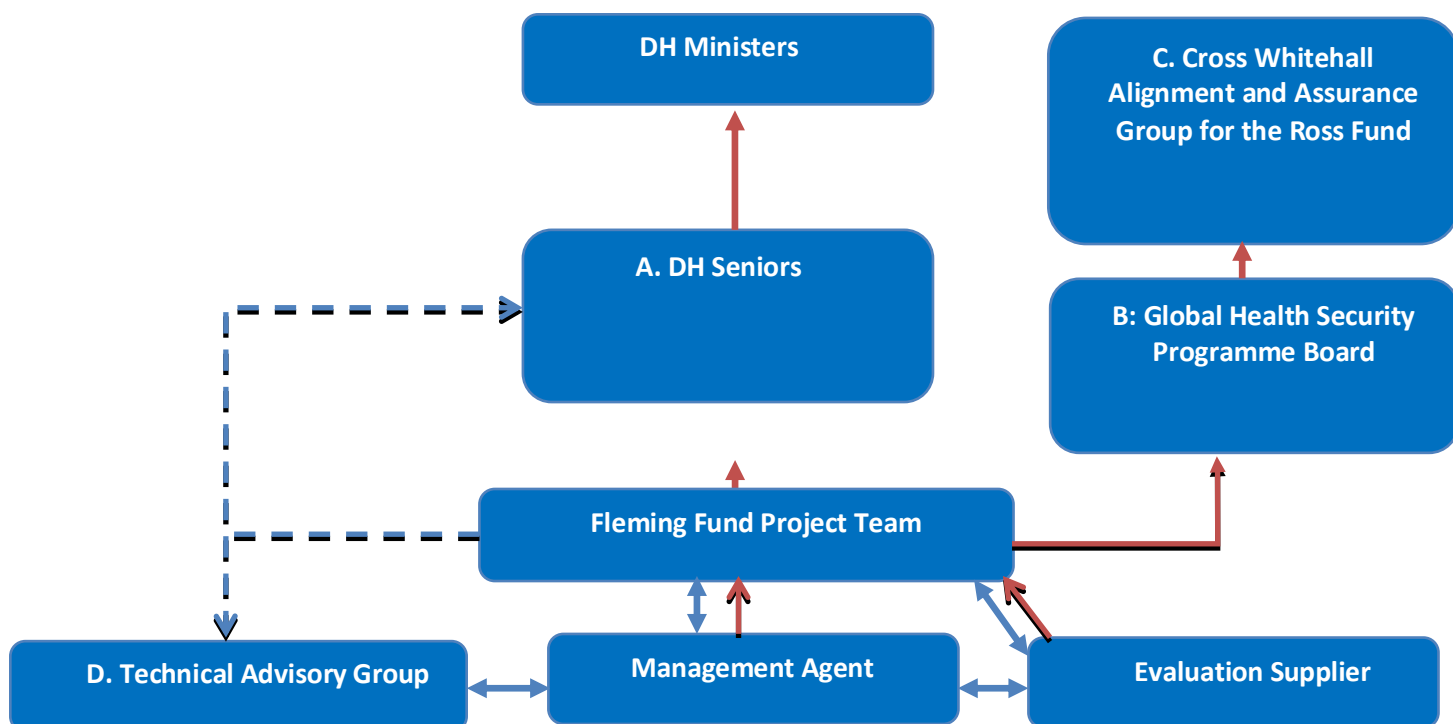 DH Ministers
C. Cross Whitehall
Alignment and Assurance
Group for the Ross Fund
A. DH Seniors
B: Global Health Security
Programme Board
Fleming Fund Project Team
D. Technical Advisory Group
Management Agent
Evaluation Supplier